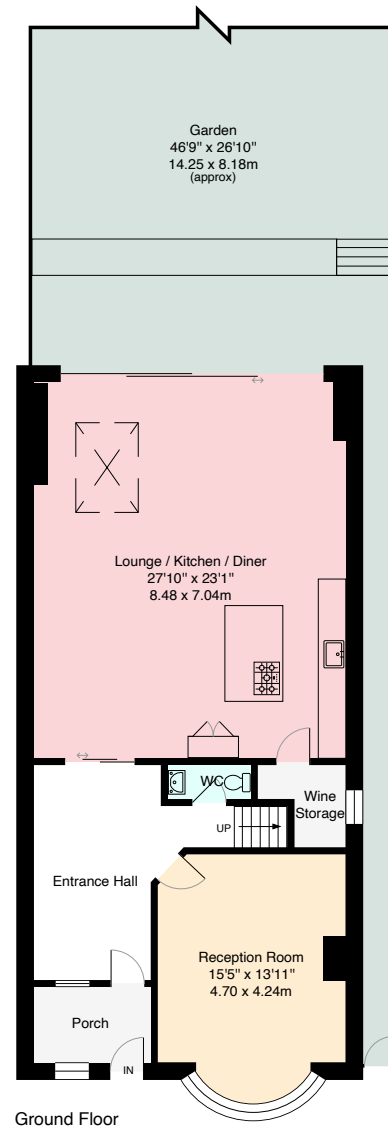 Garden
46'9" x 26'10"
14.25 x 8.18m
(approx)
Lounge / Kitchen / Diner
27'10" x 23'1"
8.48 x 7.04m
WC
Wine
Storage
UP
Entrance Hall
Reception Room
15'5" x 13'11"
4.70 x 4.24m
Porch
IN
Ground Floor